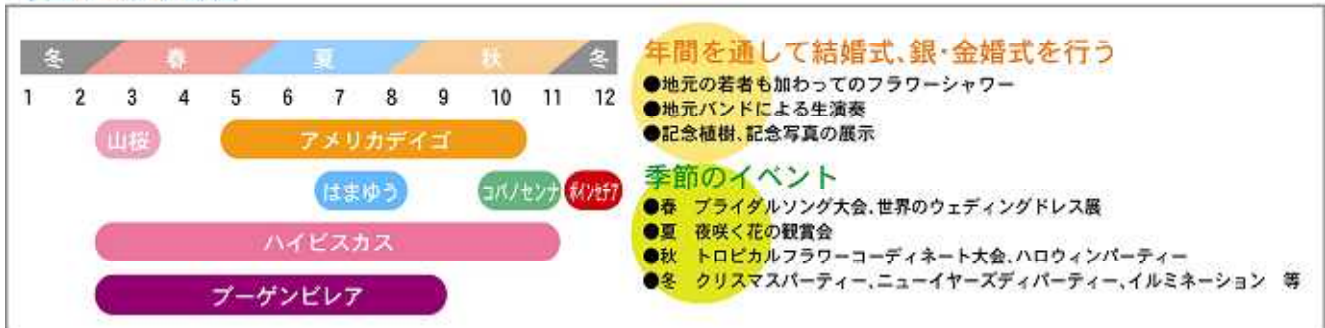 冬 春 夏 秋 冬
1 2 3 4 5 6 7 8 9 10 11 12
山桜 アメリカデイゴ
はまゆう コバノセンナ ポインセチア
ハイビスカス
ブーゲンビレア
年間を通して結婚式、銀・金婚式を行う
●地元の若者も加わってのフラワーシャワー
●地元バンドによる生演奏
●記念植樹、記念写真の展示
季節のイベント
●春 ブライダルソング大会、世界のウェディングドレス展
●夏 夜咲く花の観賞会
●秋 トロピカルフラワーコーディネート大会、ハロウィンパーティー
●冬 クリスマスパーティー、ニューイヤーズディパーティー、イルミネーション 等